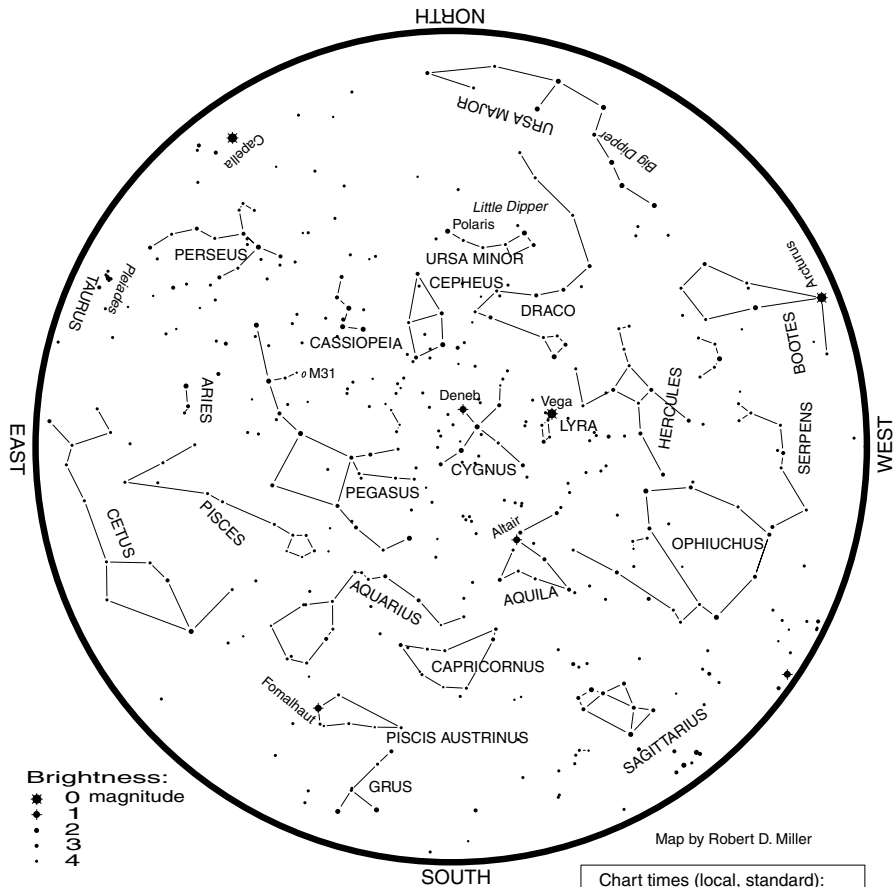 NORTH
URSA MAJOR
Big Dipper
Capella
Little Dipper
Polaris
PERSEUS
URSA MINOR
Arcturus
Pleiades
TAURUS
CEPHEUS
DRACO
CASSIOPEIA
BOOTES
M31
ARIES
Deneb
Vega
LYRA
HERCULES
EAST
WEST
SERPENS
CYGNUS
PEGASUS
PISCES
CETUS
Altair
OPHIUCHUS
AQUARIUS
AQUILA
CAPRICORNUS
Fomalhaut
PISCIS AUSTRINUS
SAGITTARIUS
GRUS
Brightness:
0 magnitude
1
2
3
4
Map by Robert D. Miller
SOUTH
Chart times (local, standard):